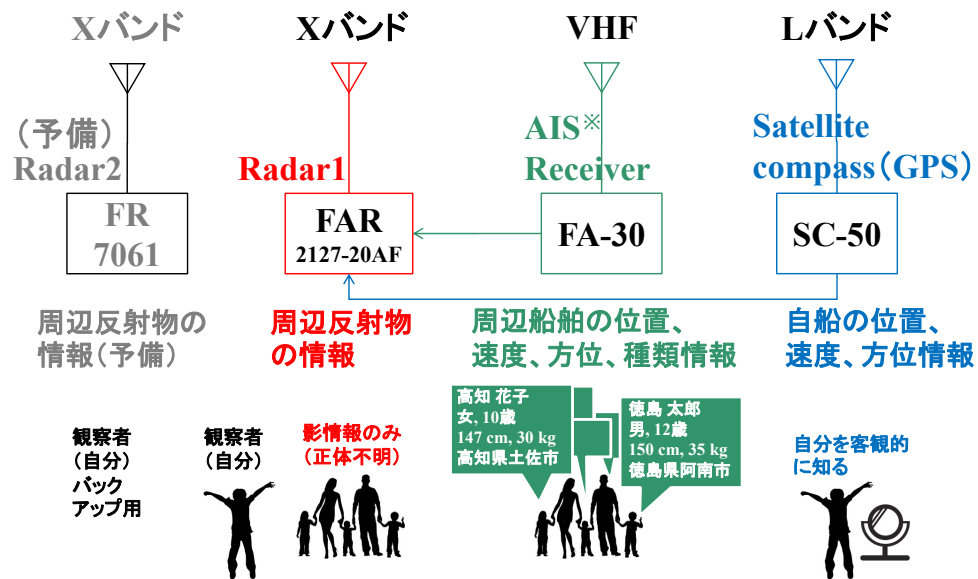 Xバンド
Xバンド
VHF
Lバンド
（予備）
Radar2
Radar1
AIS※
Receiver
Satellite
compass（GPS）
FR
7061
FAR
2127-20AF
FA-30
SC-50
周辺反射物の
情報（予備）
周辺反射物
の情報
周辺船舶の位置、
速度、方位、種類情報
自船の位置、
速度、方位情報
観察者
（自分）
バック
アップ用
観察者
（自分）
影情報のみ
（正体不明）
高知 花子
女, 10歳
147 cm, 30 kg
高知県土佐市
徳島 太郎
男, 12歳
150 cm, 35 kg
徳島県阿南市
自分を客観的
に知る